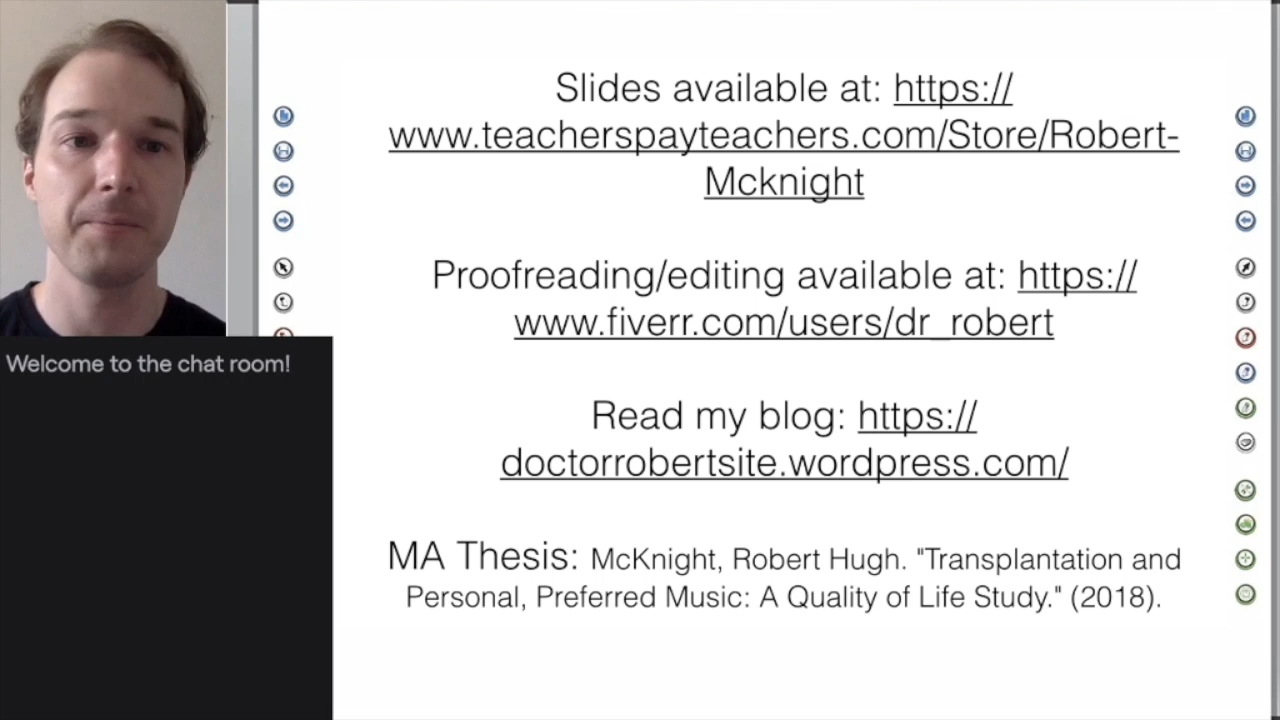 Slides available at: https://
www.teacherspayteachers.com/Store/Robert-
Mcknight
Proofreading/editing available at: https://
www.fiverr.com/users/dr_robert
Read my blog: https://
doctorrobertsite.wordpress.com/
MA Thesis: McKnight, Robert Hugh. "Transplantation and
Personal, Preferred Music: A Quality of Life Study." (2018).
Welcome to the chat room!